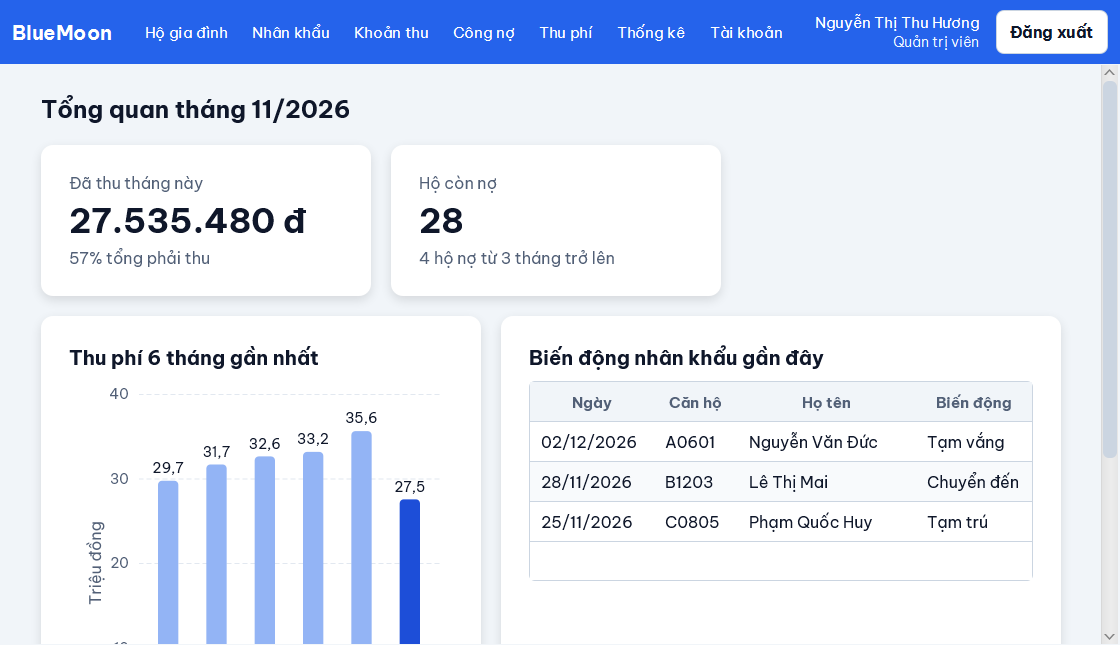 BlueMoon Hộ gia đình Nhân khẩu Khoản thu Công nợ Thu phí Thống kê Tài khoản
Nguyễn Thị Thu Hương
Quản trị viên
Đăng xuất
Tổng quan tháng 11/2026
Đã thu tháng này
27.535.480 đ
57% tổng phải thu
Hộ còn nợ
28
4 hộ nợ từ 3 tháng trở lên
Thu phí 6 tháng gần nhất
40
35,6
33,2
32,6
31,7
29,7
30
27,5
20
Triệu đồng
Biến động nhân khẩu gần đây
Ngày Căn hộ Họ tên Biến động
02/12/2026 A0601 Nguyễn Văn Đức Tạm vắng
28/11/2026 B1203 Lê Thị Mai Chuyển đến
25/11/2026 C0805 Phạm Quốc Huy Tạm trú